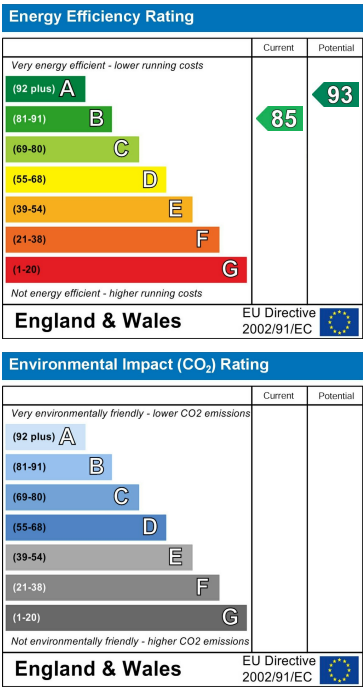 Energy Efficiency Rating
Current Potential
Very energy efficient - lower running costs
(92 plus) A
(81-91) B
(69-80) C
(55-68) D
(39-54) E
(21-38) F
(1-20) G
85
93
Not energy efficient - higher running costs
England & Wales
EU Directive
2002/91/EC
Environmental Impact (CO₂) Rating
Current Potential
Very environmentally friendly - lower CO2 emissions
(92 plus) A
(81-91) B
(69-80) C
(55-68) D
(39-54) E
(21-38) F
(1-20) G
Not environmentally friendly - higher CO2 emissions
England & Wales
EU Directive
2002/91/EC